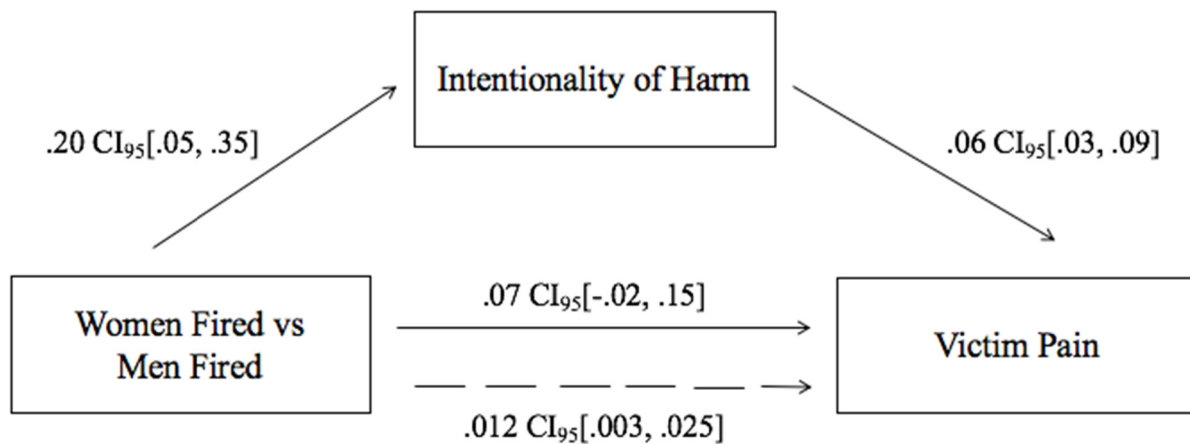 Intentionality of Harm
.20 CI₉₅[.05, .35]
.06 CI₉₅[.03, .09]
Women Fired vs
Men Fired
.07 CI₉₅[-.02, .15]
Victim Pain
.012 CI₉₅[.003, .025]